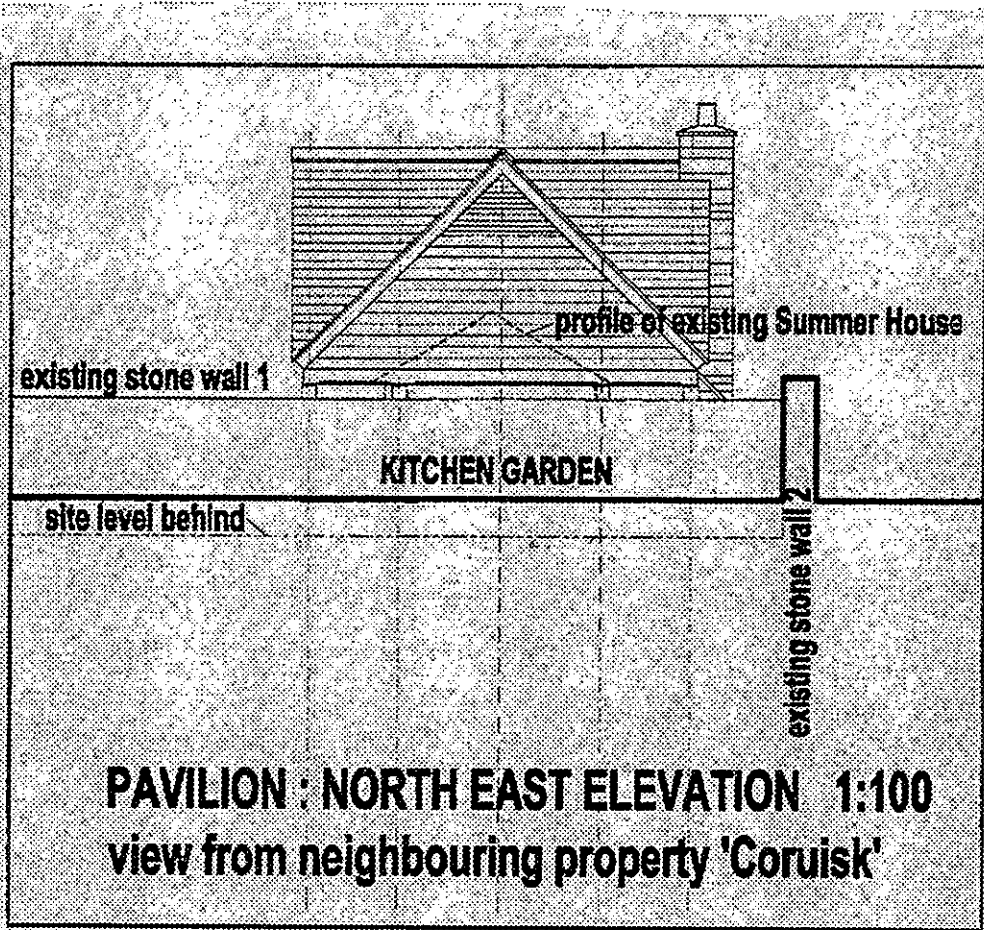 profile of existing Summer House
existing stone wall 1
KITCHEN GARDEN
site level behind
existing stone wall 2
PAVILION : NORTH EAST ELEVATION 1:100
view from neighbouring property 'Coruisk'